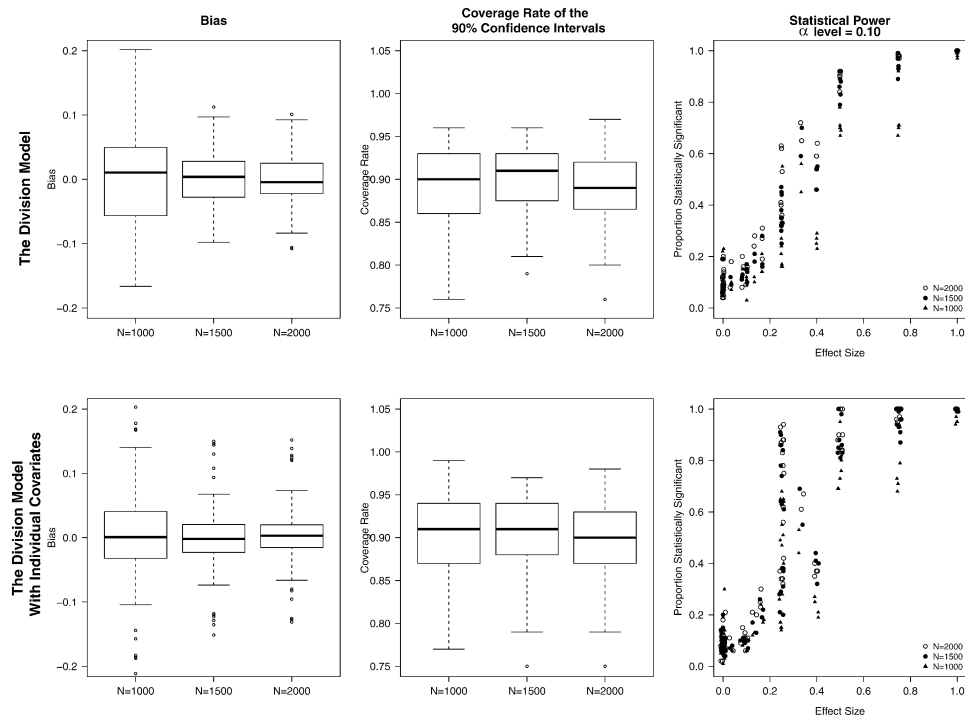 Bias
Coverage Rate of the
90% Confidence Intervals
Statistical Power
α level = 0.10
The Division Model
Bias
0.2
0.1
0.0
−0.1
−0.2
N=1000 N=1500 N=2000
Coverage Rate
1.05
1.00
0.95
0.90
0.85
0.80
0.75
N=1000 N=1500 N=2000
Proportion Statistically Significant
1.0
0.8
0.6
0.4
0.2
0.0
N=2000
N=1500
N=1000
0.0 0.2 0.4 0.6 0.8 1.0
Effect Size
The Division Model
With Individual Covariates
Bias
0.2
0.1
0.0
−0.1
−0.2
N=1000 N=1500 N=2000
Coverage Rate
1.05
1.00
0.95
0.90
0.85
0.80
0.75
N=1000 N=1500 N=2000
Proportion Statistically Significant
1.0
0.8
0.6
0.4
0.2
0.0
N=2000
N=1500
N=1000
0.0 0.2 0.4 0.6 0.8 1.0
Effect Size